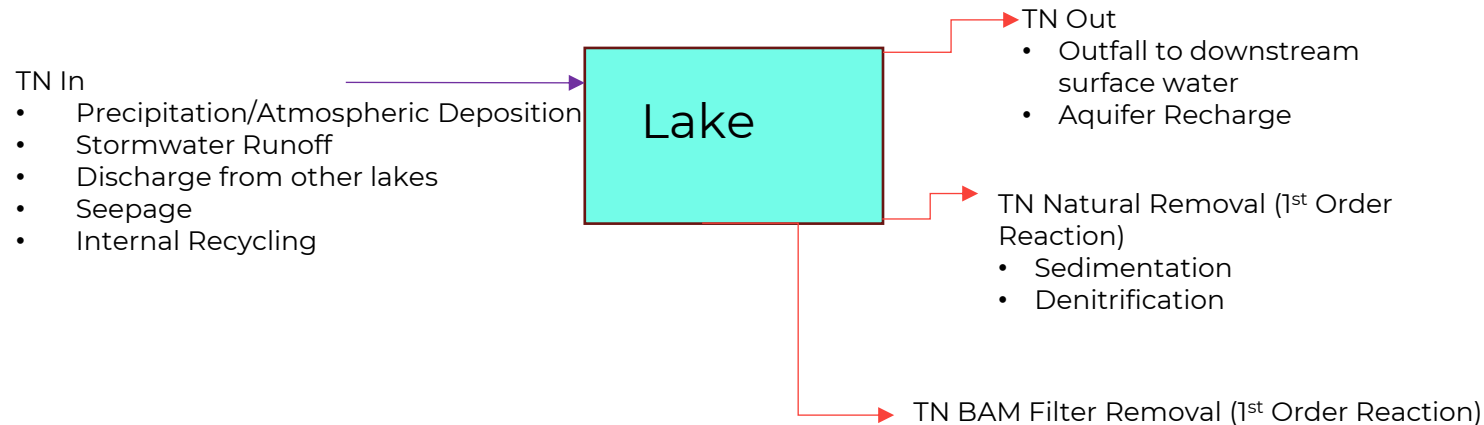 TN In
• Precipitation/Atmospheric Deposition
• Stormwater Runoff
• Discharge from other lakes
• Seepage
• Internal Recycling
Lake
TN Out
• Outfall to downstream
surface water
• Aquifer Recharge
TN Natural Removal (1st Order
Reaction)
• Sedimentation
• Denitrification
TN BAM Filter Removal (1st Order Reaction)